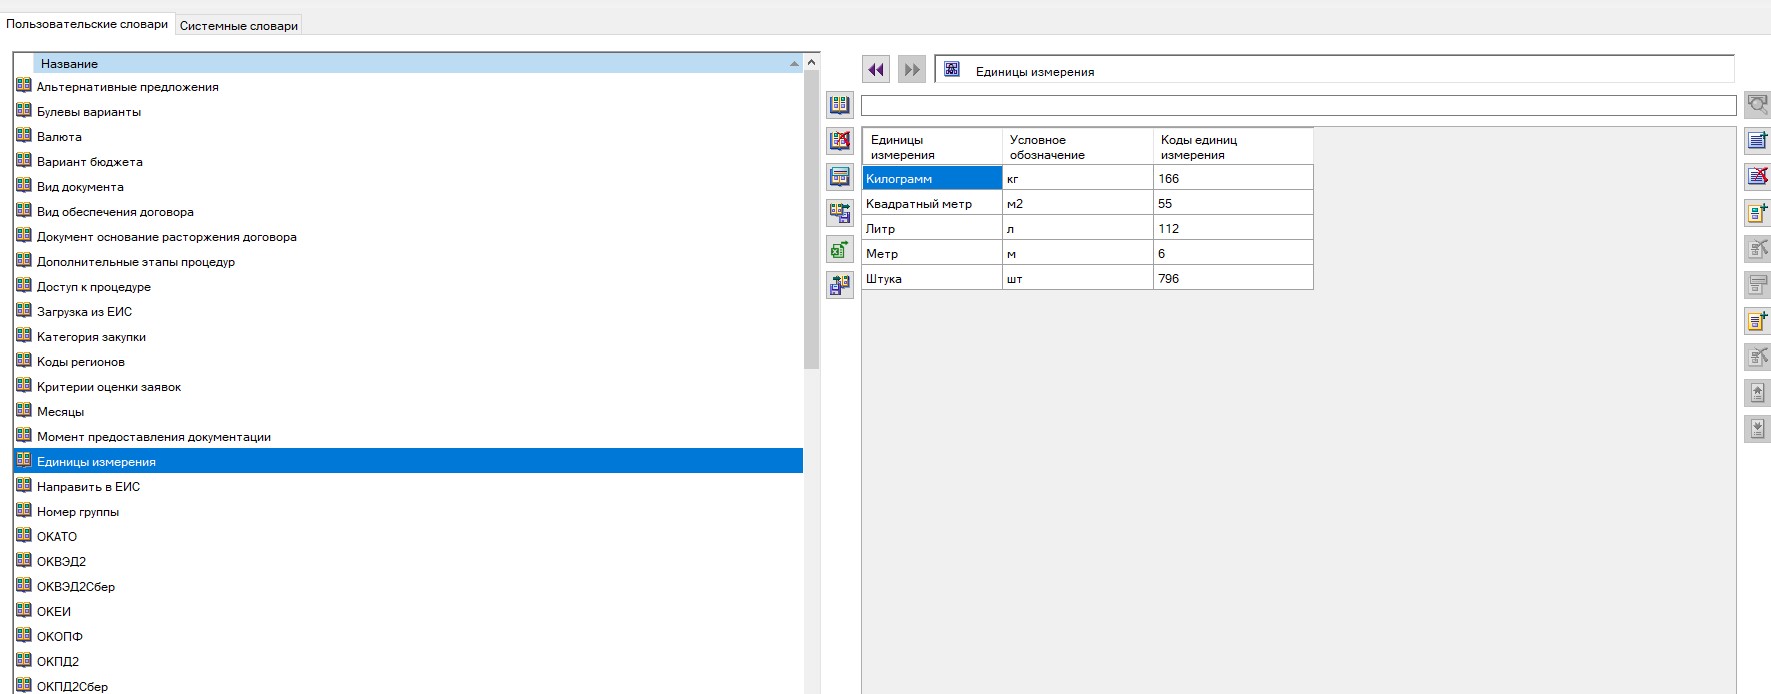 Пользовательские словари
Системные словари
Название
Альтернативные предложения
Булевы варианты
Валюта
Вариант бюджета
Вид документа
Вид обеспечения договора
Документ основание расторжения договора
Дополнительные этапы процедур
Доступ к процедуре
Загрузка из ЕИС
Категория закупки
Коды регионов
Критерии оценки заявок
Месяцы
Момент предоставления документации
Единицы измерения
Направить в ЕИС
Номер группы
ОКАТО
ОКВЭД2
ОКВЭД2Сбер
ОКЕИ
ОКОПФ
ОКПД2
ОКПД2Сбер
Единицы измерения
Единицы измерения Условное обозначение Коды единиц измерения
Килограмм кг 166
Квадратный метр м2 55
Литр л 112
Метр м 6
Штука шт 796